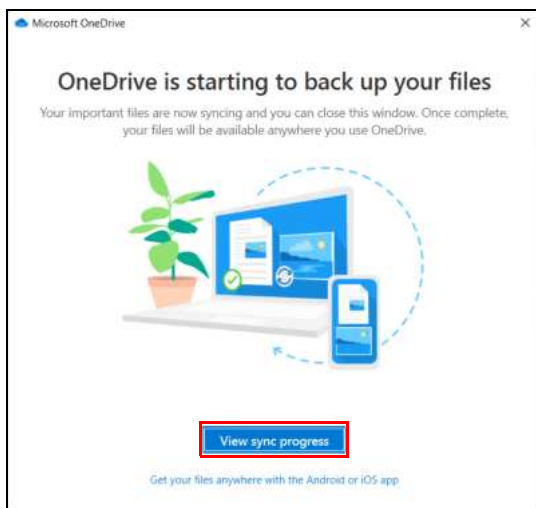 Microsoft OneDrive
OneDrive is starting to back up your files
Your important files are now syncing and you can close this window. Once complete,
your files will be available anywhere you use OneDrive.
View sync progress
Get your files anywhere with the Android or iOS app